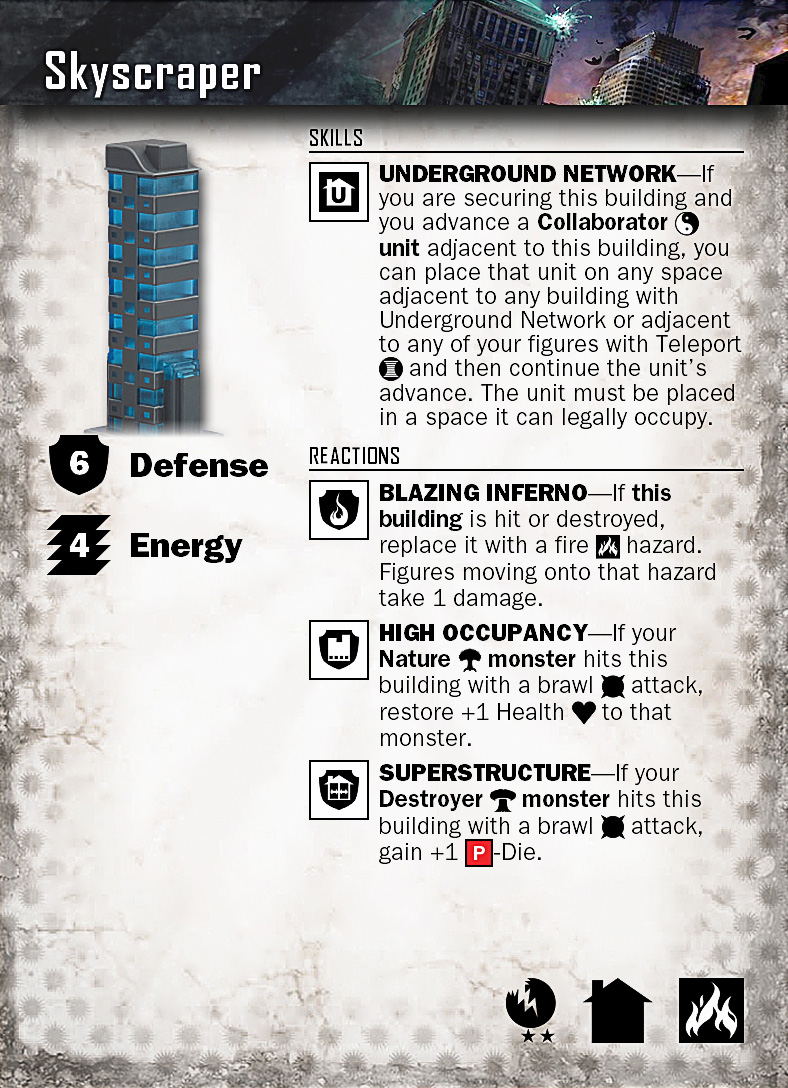 Skyscraper
SKILLS
UNDERGROUND NETWORK—If
you are securing this building and
you advance a Collaborator
unit adjacent to this building, you
can place that unit on any space
adjacent to any building with
Underground Network or adjacent
to any of your figures with Teleport
and then continue the unit's
advance. The unit must be placed
in a space it can legally occupy.
U
6 Defense
4 Energy
REACTIONS
BLAZING INFERNO—If this
building is hit or destroyed,
replace it with a fire hazard.
Figures moving onto that hazard
take 1 damage.
HIGH OCCUPANCY—If your
Nature monster hits this
building with a brawl attack,
restore +1 Health to that
monster.
SUPERSTRUCTURE—If your
Destroyer monster hits this
building with a brawl attack,
gain +1 P-Die.